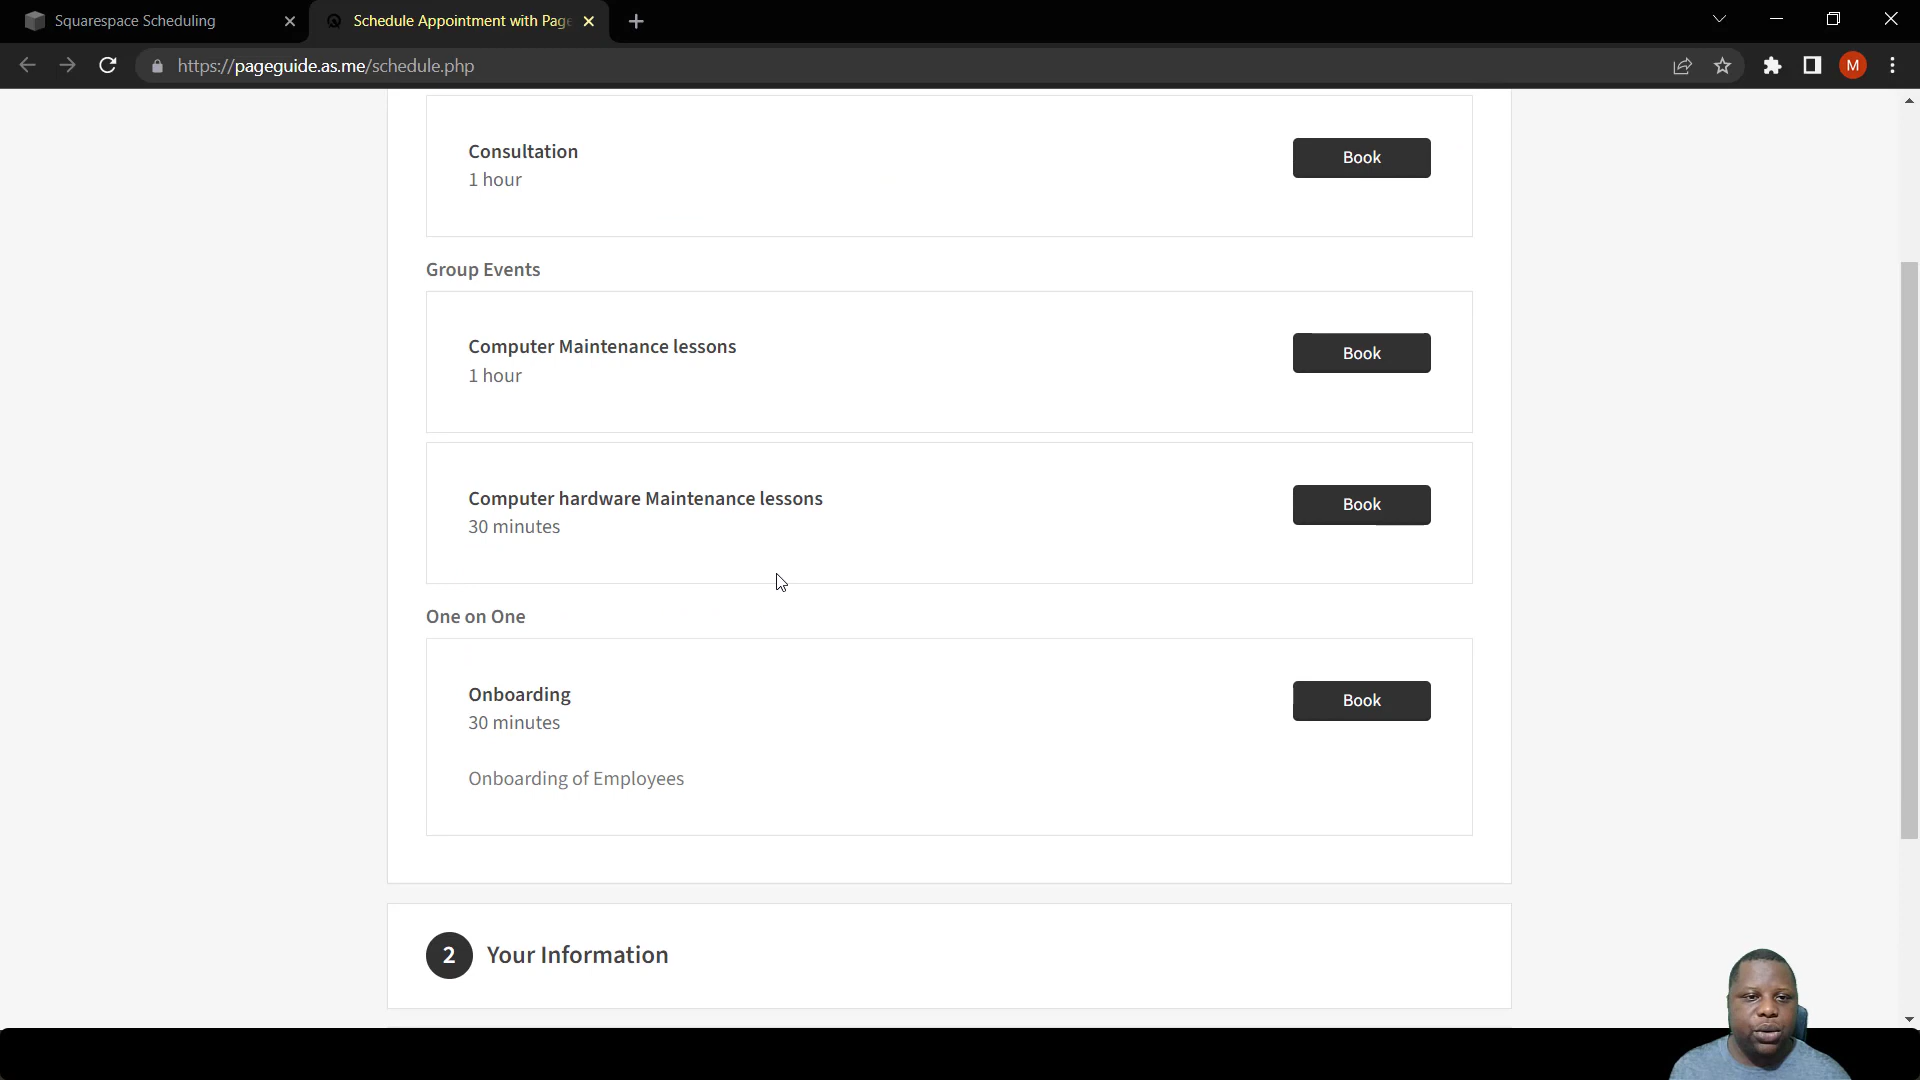 Squarespace Scheduling
Schedule Appointment with Page
https://pageguide.as.me/schedule.php
M
Consultation
1 hour
Book
Group Events
Computer Maintenance lessons
1 hour
Book
Computer hardware Maintenance lessons
30 minutes
Book
One on One
Onboarding
30 minutes
Book
Onboarding of Employees
2 Your Information